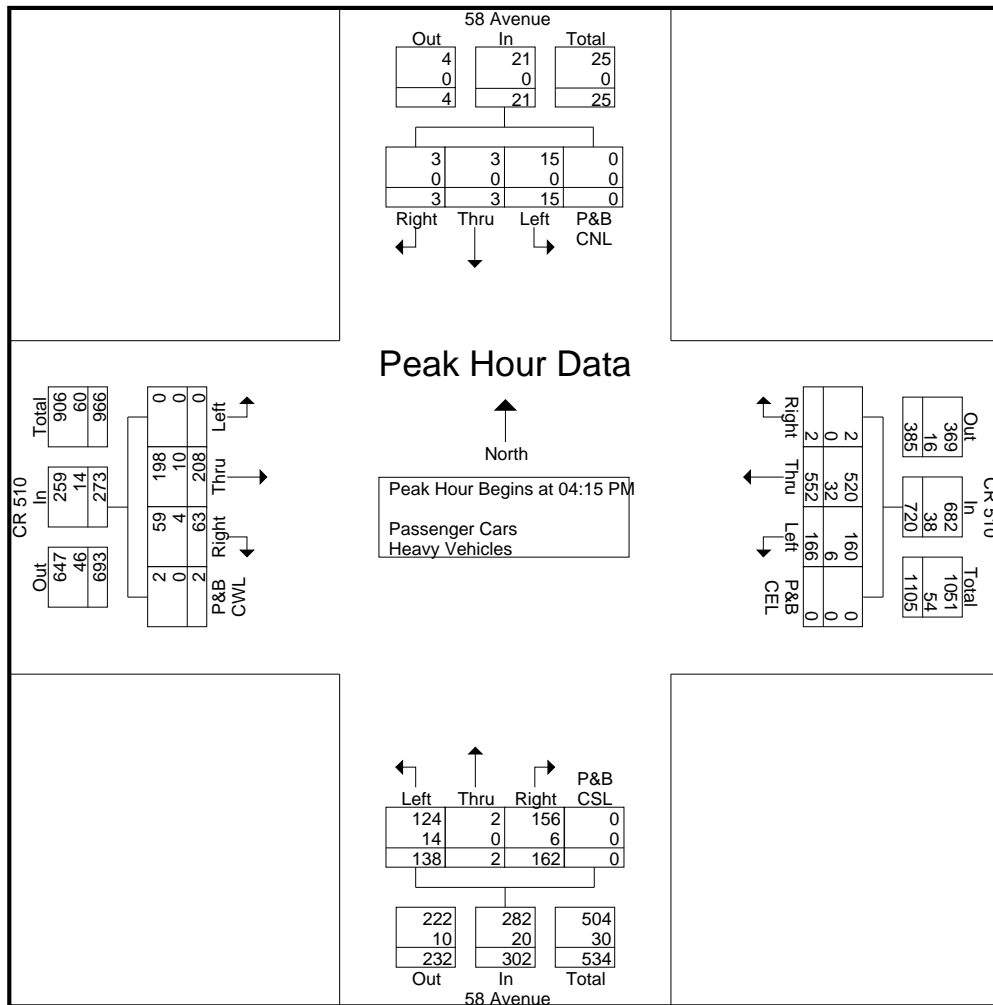 58 Avenue
Out In Total
4 21 25
0 0 0
4 21 25
3 3 15 0
0 0 0 0
3 3 15 0
Right Thru Left P&B
CNL
Peak Hour Data
North
Peak Hour Begins at 04:15 PM
Passenger Cars
Heavy Vehicles
CR 510
Total In Out
906 259 647
60 14 46
966 273 693
0 198 59 2
0 10 4 0
0 208 63 2
Left Thru Right P&B
CWL
CR 510
Out In Total
369 682 1051
16 38 54
385 720 1105
2 520 160 0
0 32 6 0
2 552 166 0
Right Thru Left P&B
CEL
P&B
Left Thru Right CSL
124 2 156 0
14 0 6 0
138 2 162 0
222 282 504
10 20 30
232 302 534
Out In Total
58 Avenue